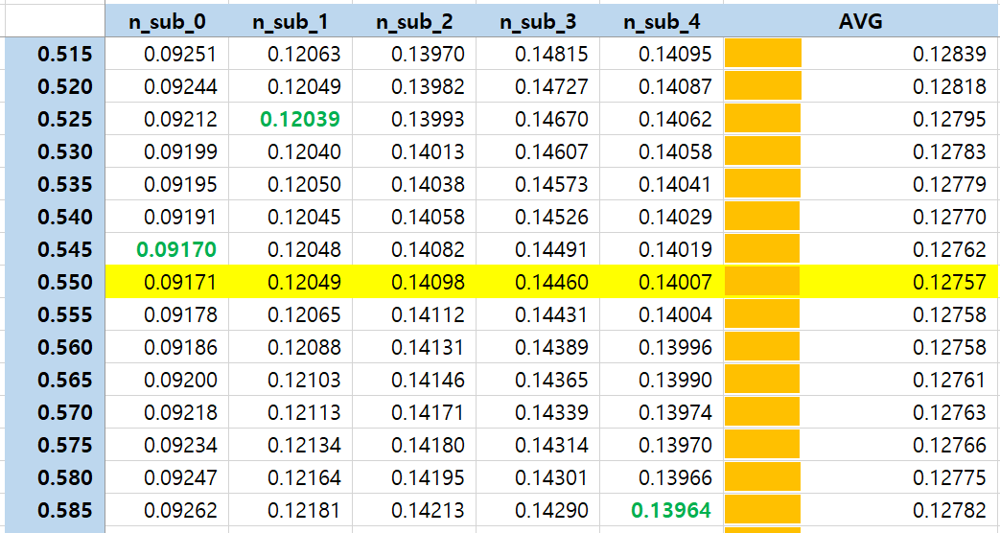 n_sub_0 n_sub_1 n_sub_2 n_sub_3 n_sub_4 AVG
0.515 0.09251 0.12063 0.13970 0.14815 0.14095 0.12839
0.520 0.09244 0.12049 0.13982 0.14727 0.14087 0.12818
0.525 0.09212 0.12039 0.13993 0.14670 0.14062 0.12795
0.530 0.09199 0.12040 0.14013 0.14607 0.14058 0.12783
0.535 0.09195 0.12050 0.14038 0.14573 0.14041 0.12779
0.540 0.09191 0.12045 0.14058 0.14526 0.14029 0.12770
0.545 0.09170 0.12048 0.14082 0.14491 0.14019 0.12762
0.550 0.09171 0.12049 0.14098 0.14460 0.14007 0.12757
0.555 0.09178 0.12065 0.14112 0.14431 0.14004 0.12758
0.560 0.09186 0.12088 0.14131 0.14389 0.13996 0.12758
0.565 0.09200 0.12103 0.14146 0.14365 0.13990 0.12761
0.570 0.09218 0.12113 0.14171 0.14339 0.13974 0.12763
0.575 0.09234 0.12134 0.14180 0.14314 0.13970 0.12766
0.580 0.09247 0.12164 0.14195 0.14301 0.13966 0.12775
0.585 0.09262 0.12181 0.14213 0.14290 0.13964 0.12782